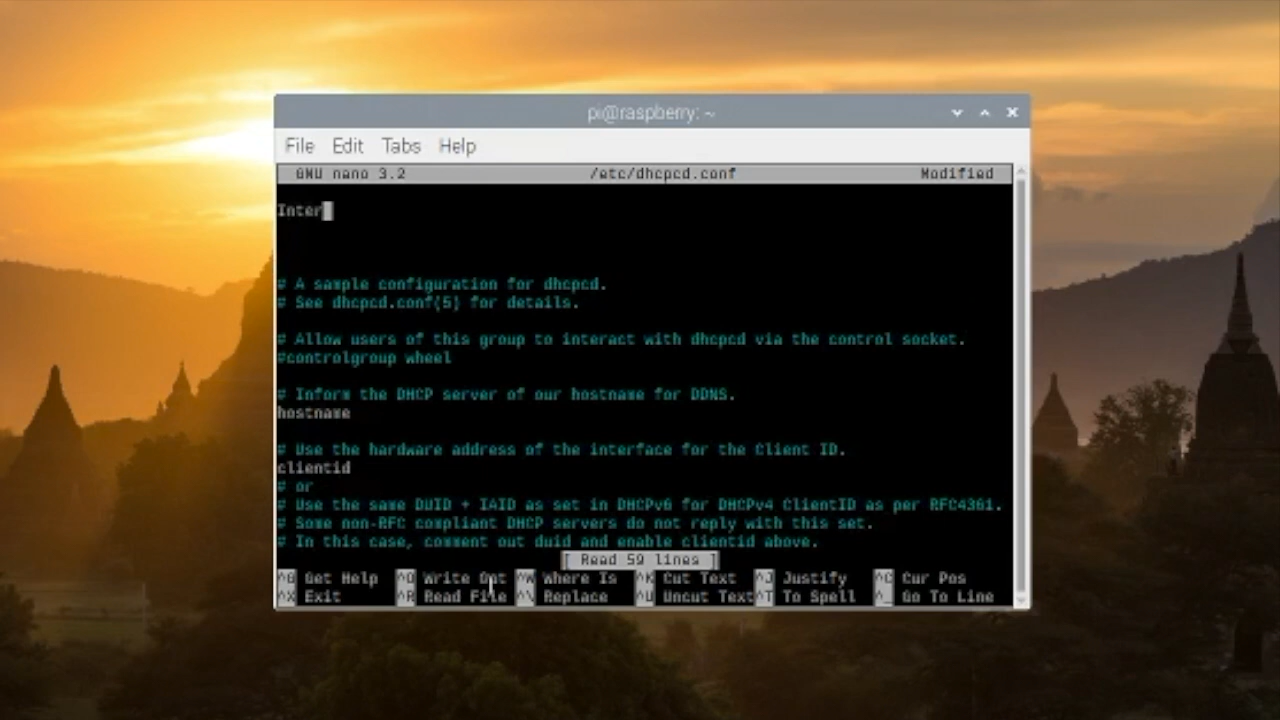 pi@raspberry: ~
File Edit Tabs Help
GNU nano 3.2 /etc/dhcpcd.conf Modified
Inter
# A sample configuration for dhcpcd.
# See dhcpcd.conf(5) for details.
# Allow users of this group to interact with dhcpcd via the control socket.
#controlgroup wheel
# Inform the DHCP server of our hostname for DDNS.
hostname
# Use the hardware address of the interface for the Client ID.
clientid
# or
# Use the same DUID + IAID as set in DHCPv6 for DHCPv4 ClientID as per RFC4361.
# Some non-RFC compliant DHCP servers do not reply with this set.
# In this case, comment out duid and enable clientid above.
[ Read 59 lines ]
^G Get Help ^O Write Out ^W Where Is ^K Cut Text ^J Justify ^C Cur Pos
^X Exit ^R Read File ^\ Replace ^U Uncut Text ^T To Spell ^_ Go To Line